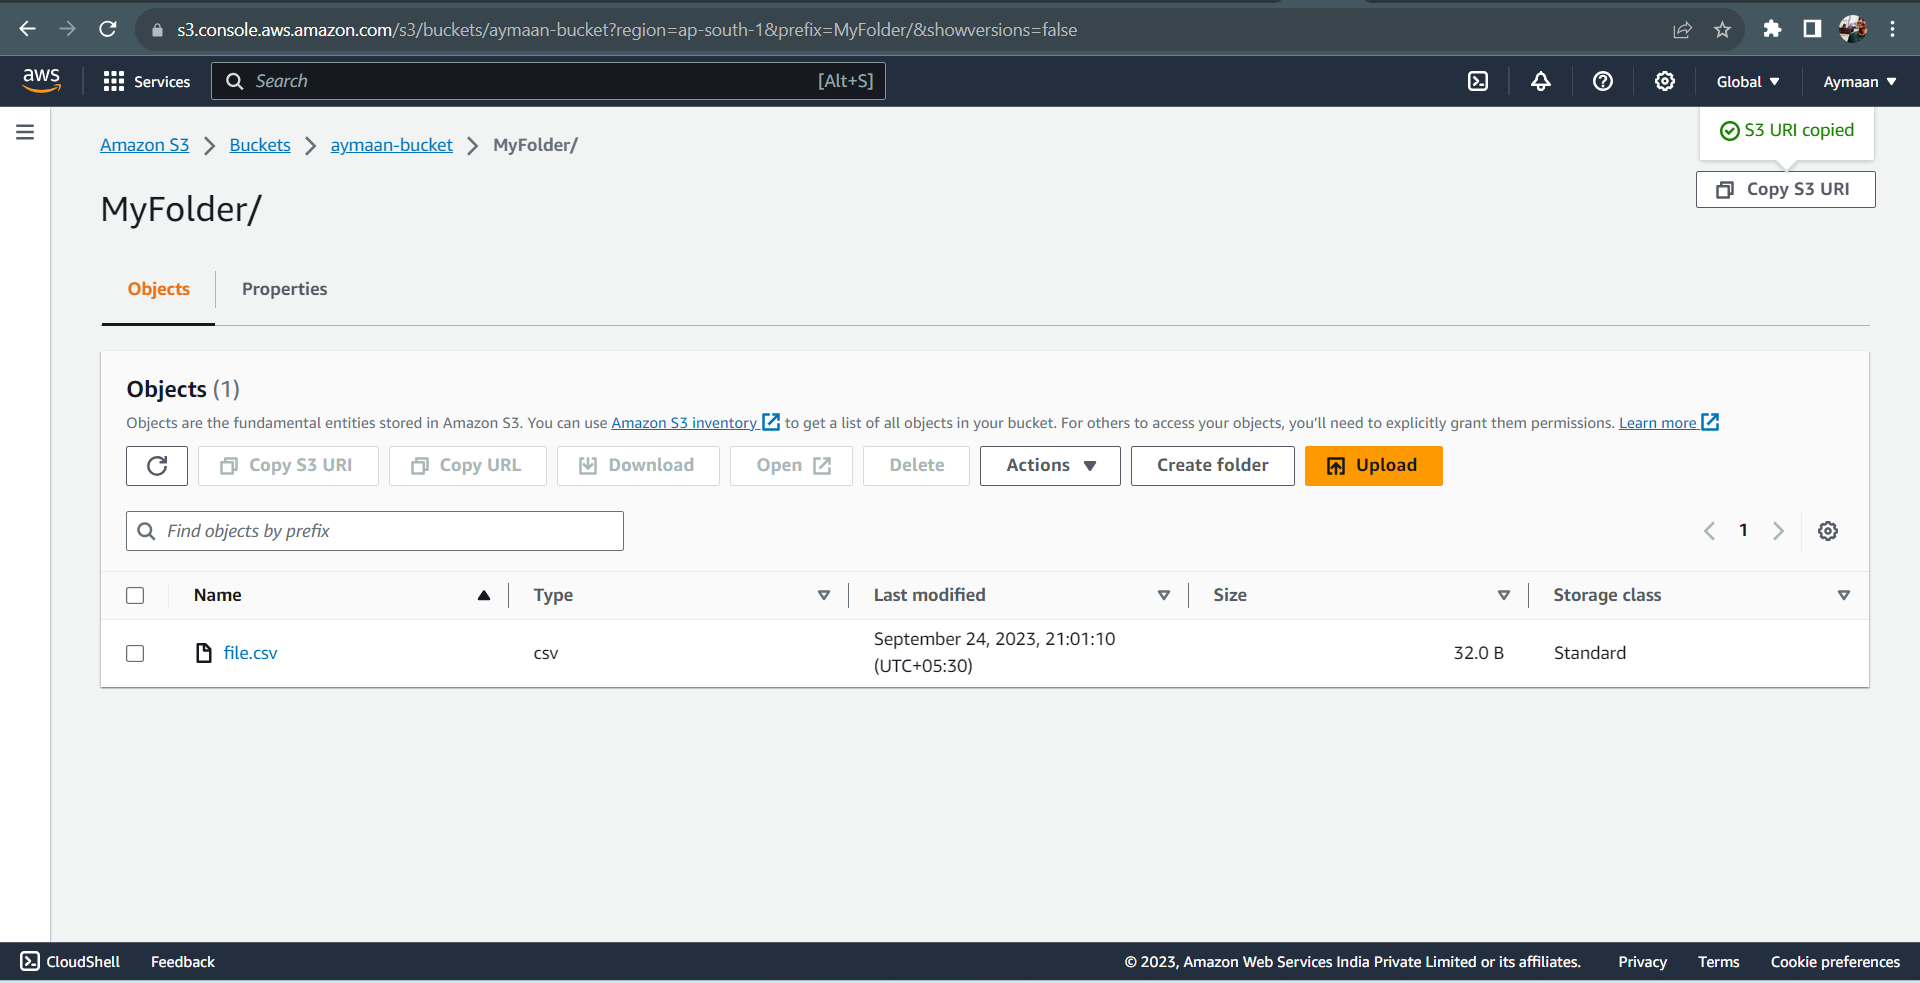 s3.console.aws.amazon.com/s3/buckets/aymaan-bucket?region=ap-south-1&prefix=MyFolder/&showversions=false
aws Services Search [Alt+S] Global Aymaan
S3 URI copied
Amazon S3 Buckets aymaan-bucket MyFolder/
Copy S3 URI
MyFolder/
Objects Properties
Objects (1)
Objects are the fundamental entities stored in Amazon S3. You can use Amazon S3 inventory to get a list of all objects in your bucket. For others to access your objects, you'll need to explicitly grant them permissions. Learn more
Copy S3 URI Copy URL Download Open Delete Actions Create folder Upload
Find objects by prefix 1
Name Type Last modified Size Storage class
file.csv csv September 24, 2023, 21:01:10 (UTC+05:30) 32.0 B Standard
CloudShell Feedback © 2023, Amazon Web Services India Private Limited or its affiliates. Privacy Terms Cookie preferences